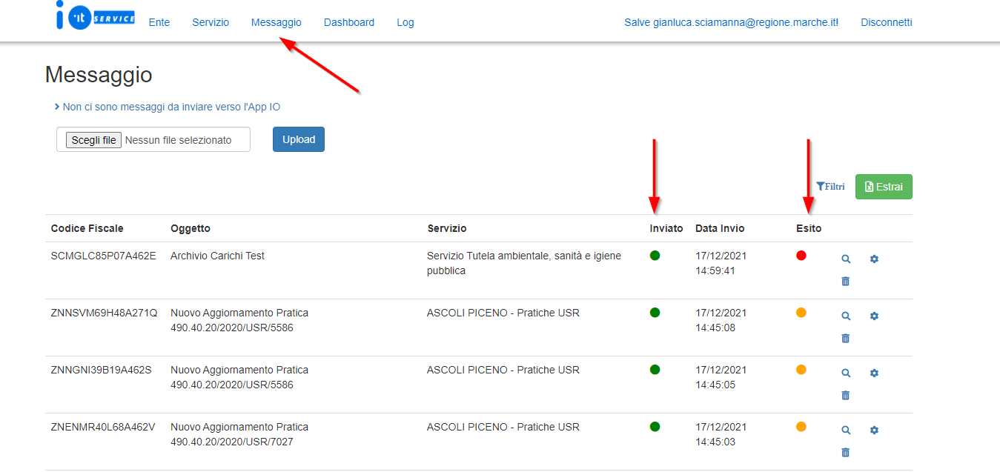 i 'it SERVICE Ente Servizio Messaggio Dashboard Log Salve gianluca.sciamanna@regione.marche.it! Disconnetti
Messaggio
Non ci sono messaggi da inviare verso l'App IO
Scegli file Nessun file selezionato Upload
Filtri Estrai
Codice Fiscale Oggetto Servizio Inviato Data Invio Esito
SCMGLC85P07A462E Archivio Carichi Test Servizio Tutela ambientale, sanità e igiene 17/12/2021
pubblica 14:59:41
ZNNSVM69H48A271Q Nuovo Aggiornamento Pratica ASCOLI PICENO - Pratiche USR 17/12/2021
490.40.20/2020/USR/5586 14:45:08
ZNNGNI39B19A462S Nuovo Aggiornamento Pratica ASCOLI PICENO - Pratiche USR 17/12/2021
490.40.20/2020/USR/5586 14:45:05
ZNENMR40L68A462V Nuovo Aggiornamento Pratica ASCOLI PICENO - Pratiche USR 17/12/2021
490.40.20/2020/USR/7027 14:45:03